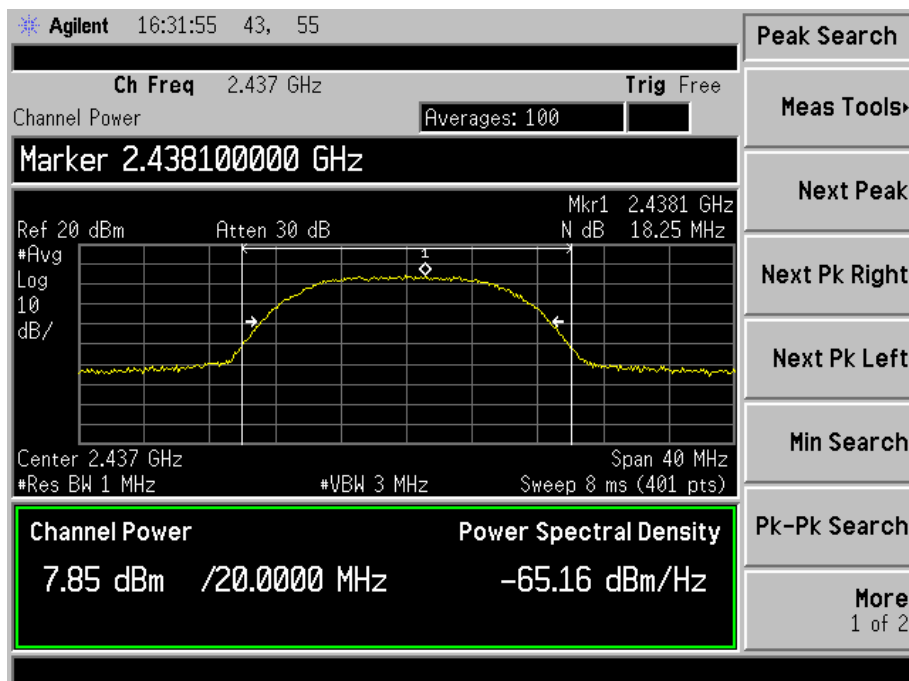 Agilent 16:31:55 43, 55
Peak Search
Ch Freq 2.437 GHz Trig Free
Channel Power Averages: 100
Meas Tools
Marker 2.438100000 GHz
Next Peak
Mkr1 2.4381 GHz
Ref 20 dBm Atten 30 dB N dB 18.25 MHz
#Avg
Log
10
dB/
1
Next Pk Right
Next Pk Left
Min Search
Center 2.437 GHz Span 40 MHz
#Res BW 1 MHz #VBW 3 MHz Sweep 8 ms (401 pts)
Channel Power Power Spectral Density
Pk-Pk Search
7.85 dBm /20.0000 MHz -65.16 dBm/Hz
More
1 of 2